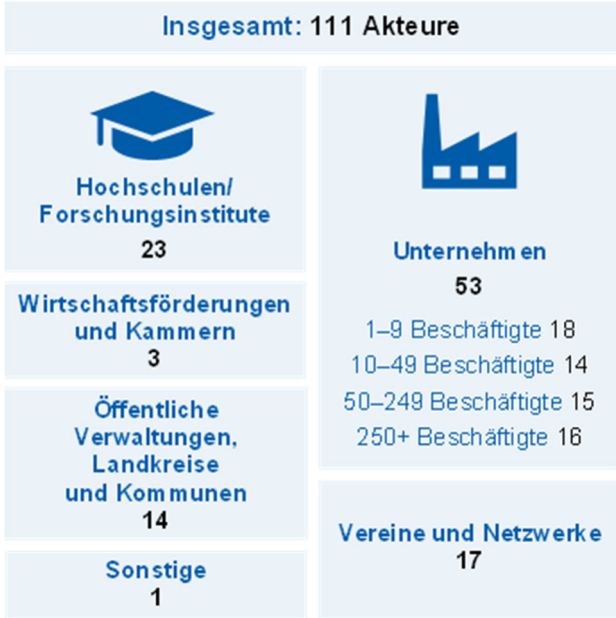 Insgesamt: 111 Akteure
Hochschulen/
Forschungsinstitute
23
Wirtschaftsförderungen
und Kammern
3
Öffentliche
Verwaltungen,
Landkreise
und Kommunen
14
Sonstige
1
Unternehmen
53
1–9 Beschäftigte 18
10–49 Beschäftigte 14
50–249 Beschäftigte 15
250+ Beschäftigte 16
Vereine und Netzwerke
17